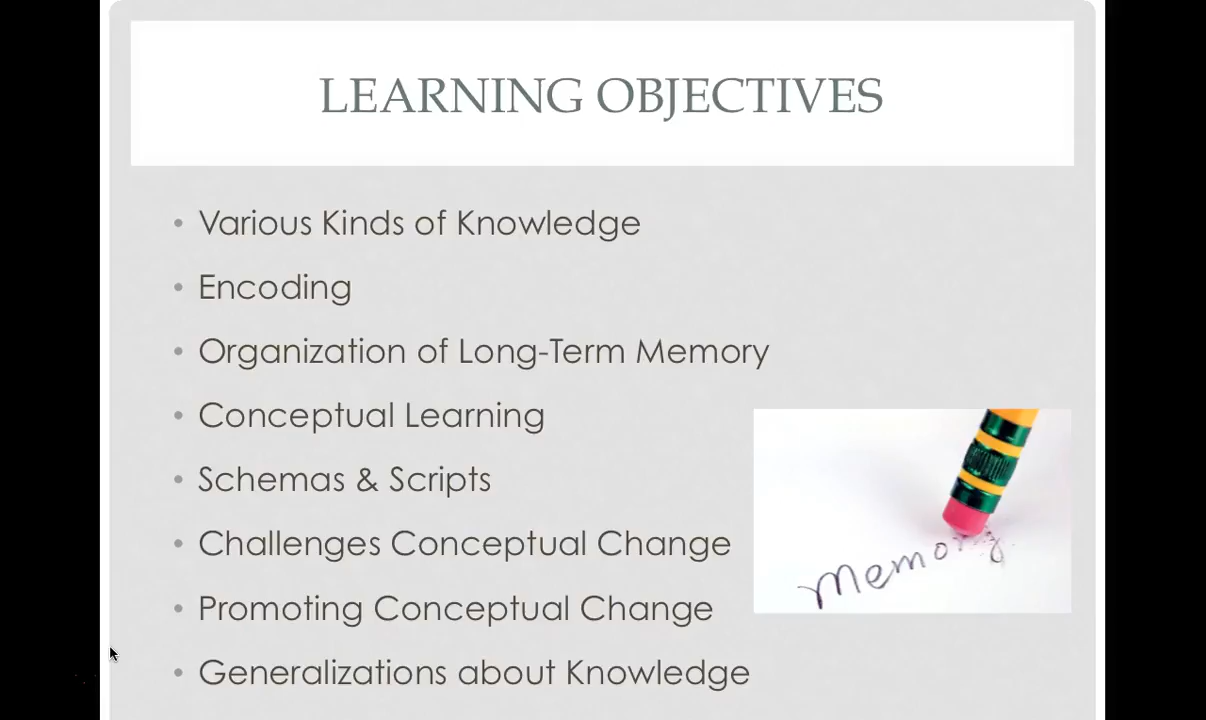 LEARNING OBJECTIVES
• Various Kinds of Knowledge
• Encoding
• Organization of Long-Term Memory
• Conceptual Learning
• Schemas & Scripts
• Challenges Conceptual Change
• Promoting Conceptual Change
• Generalizations about Knowledge
memory